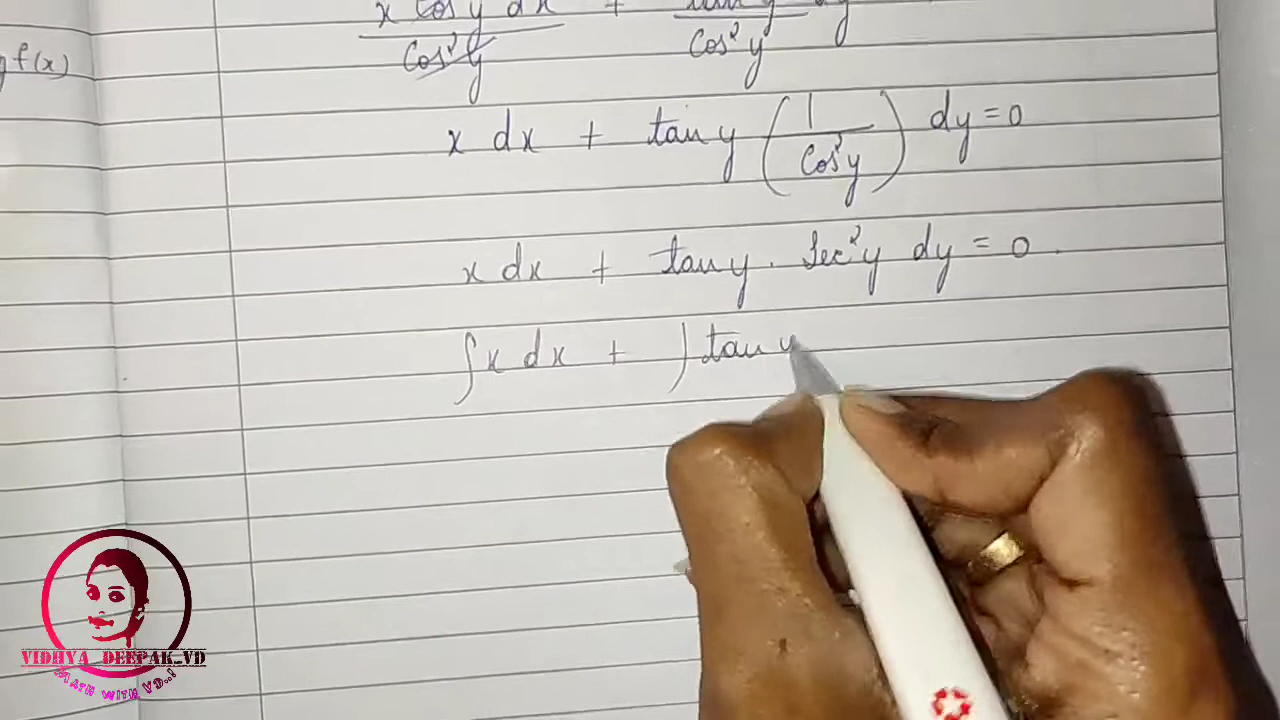 x cos y dx + tan y dy
cos²y cos²y
g f(x)
x dx + tan y (1/cos²y) dy = 0
x dx + tan y . Sec²y dy = 0.
∫x dx + ∫tan y
VIDHYA_DEEPAK_VD
MATH WITH VD..!